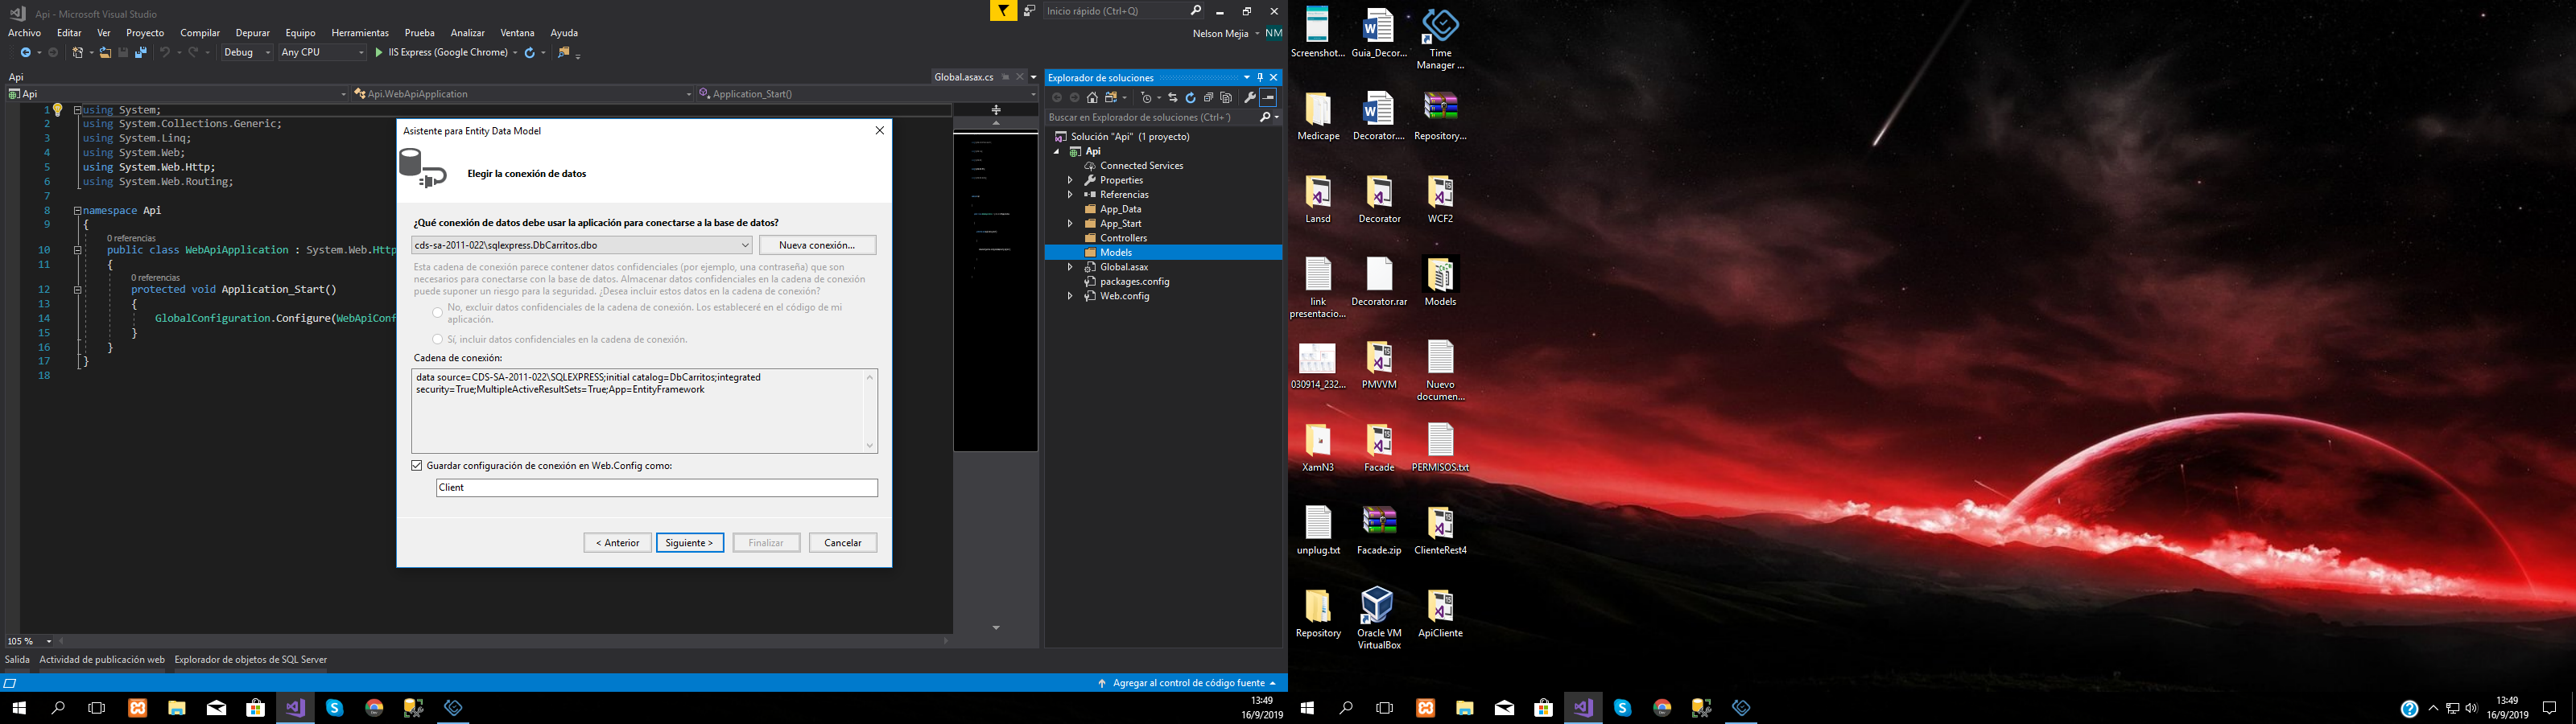 Api - Microsoft Visual Studio
Inicio rápido (Ctrl+Q)
Archivo Editar Ver Proyecto Compilar Depurar Equipo Herramientas Prueba Analizar Ventana Ayuda
Nelson Mejia NM
Debug Any CPU IIS Express (Google Chrome)
Api
Global.asax.cs
Api Api.WebApiApplication Application_Start()
1 using System;
2 using System.Collections.Generic;
3 using System.Linq;
4 using System.Web;
5 using System.Web.Http;
6 using System.Web.Routing;
7
8 namespace Api
9 {
0 referencias
10 public class WebApiApplication : System.Web.Http
11 {
0 referencias
12 protected void Application_Start()
13 {
14 GlobalConfiguration.Configure(WebApiConf
15 }
16 }
17 }
18
105 %
Salida Actividad de publicación web Explorador de objetos de SQL Server
Agregar al control de código fuente
Asistente para Entity Data Model
Elegir la conexión de datos
¿Qué conexión de datos debe usar la aplicación para conectarse a la base de datos?
cds-sa-2011-022\sqlexpress.DbCarritos.dbo
Nueva conexión...
Esta cadena de conexión parece contener datos confidenciales (por ejemplo, una contraseña) que son
necesarios para conectarse con la base de datos. Almacenar datos confidenciales en la cadena de conexión
puede suponer un riesgo para la seguridad. ¿Desea incluir estos datos en la cadena de conexión?
No, excluir datos confidenciales de la cadena de conexión. Los estableceré en el código de mi
aplicación.
Sí, incluir datos confidenciales en la cadena de conexión.
Cadena de conexión:
data source=CDS-SA-2011-022\SQLEXPRESS;initial catalog=DbCarritos;integrated
security=True;MultipleActiveResultSets=True;App=EntityFramework
Guardar configuración de conexión en Web.Config como:
Client
< Anterior Siguiente > Finalizar Cancelar
Explorador de soluciones
Buscar en Explorador de soluciones (Ctrl+´)
Solución "Api" (1 proyecto)
Api
Connected Services
Properties
Referencias
App_Data
App_Start
Controllers
Models
Global.asax
packages.config
Web.config
13:49
16/9/2019
Screenshot... Guia_Decor... Time
Manager ...
Medicape Decorator.... Repository...
Lansd Decorator WCF2
link
presentacio... Decorator.rar Models
030914_232... PMVVM Nuevo
documen...
XamN3 Facade PERMISOS.txt
unplug.txt Facade.zip ClienteRest4
Repository Oracle VM
VirtualBox ApiCliente
13:49
16/9/2019